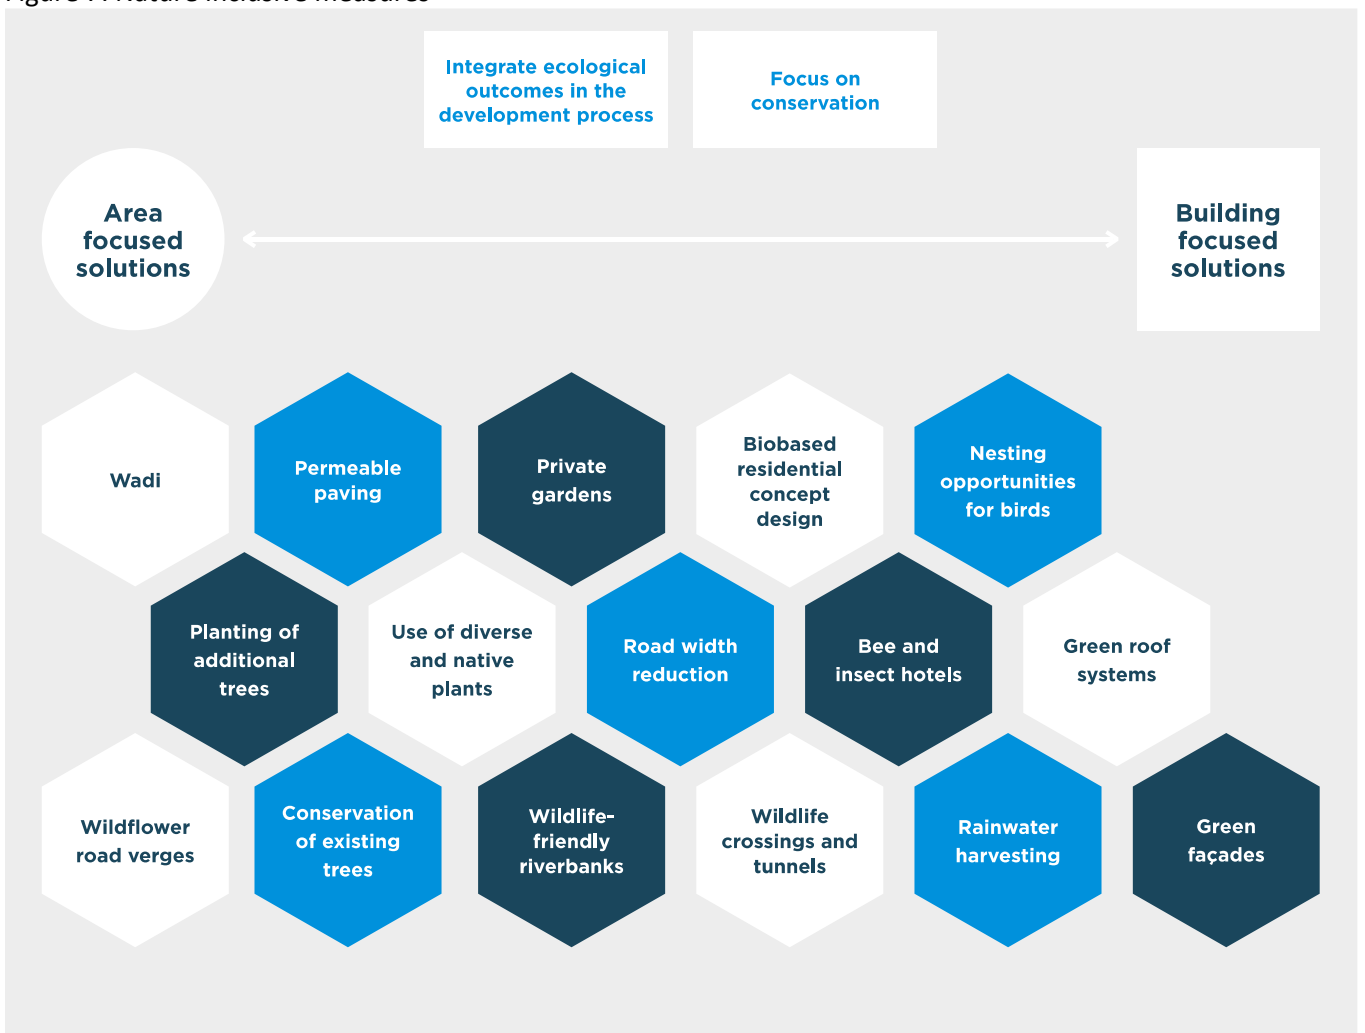 Integrate ecological
outcomes in the
development process
Focus on
conservation
Area
focused
solutions
Building
focused
solutions
Wadi
Permeable
paving
Private
gardens
Biobased
residential
concept
design
Nesting
opportunities
for birds
Planting of
additional
trees
Use of diverse
and native
plants
Road width
reduction
Bee and
insect hotels
Green roof
systems
Wildflower
road verges
Conservation
of existing
trees
Wildlife-
friendly
riverbanks
Wildlife
crossings and
tunnels
Rainwater
harvesting
Green
façades